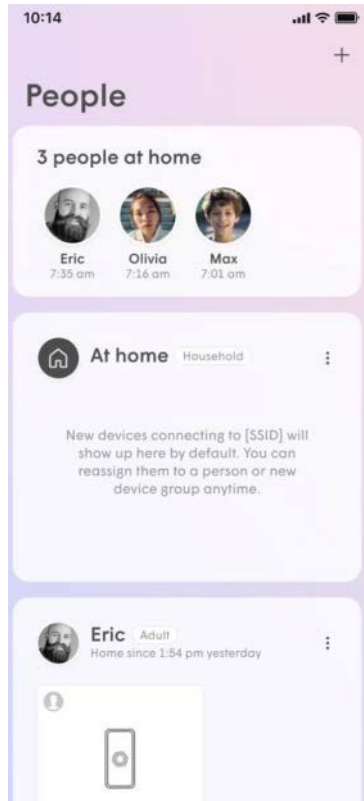 10:14
People
3 people at home
Eric Olivia Max
7:35 am 7:16 am 7:01 am
At home Household
New devices connecting to [SSID] will
show up here by default. You can
reassign them to a person or new
device group anytime.
Eric Adult
Home since 1:54 pm yesterday